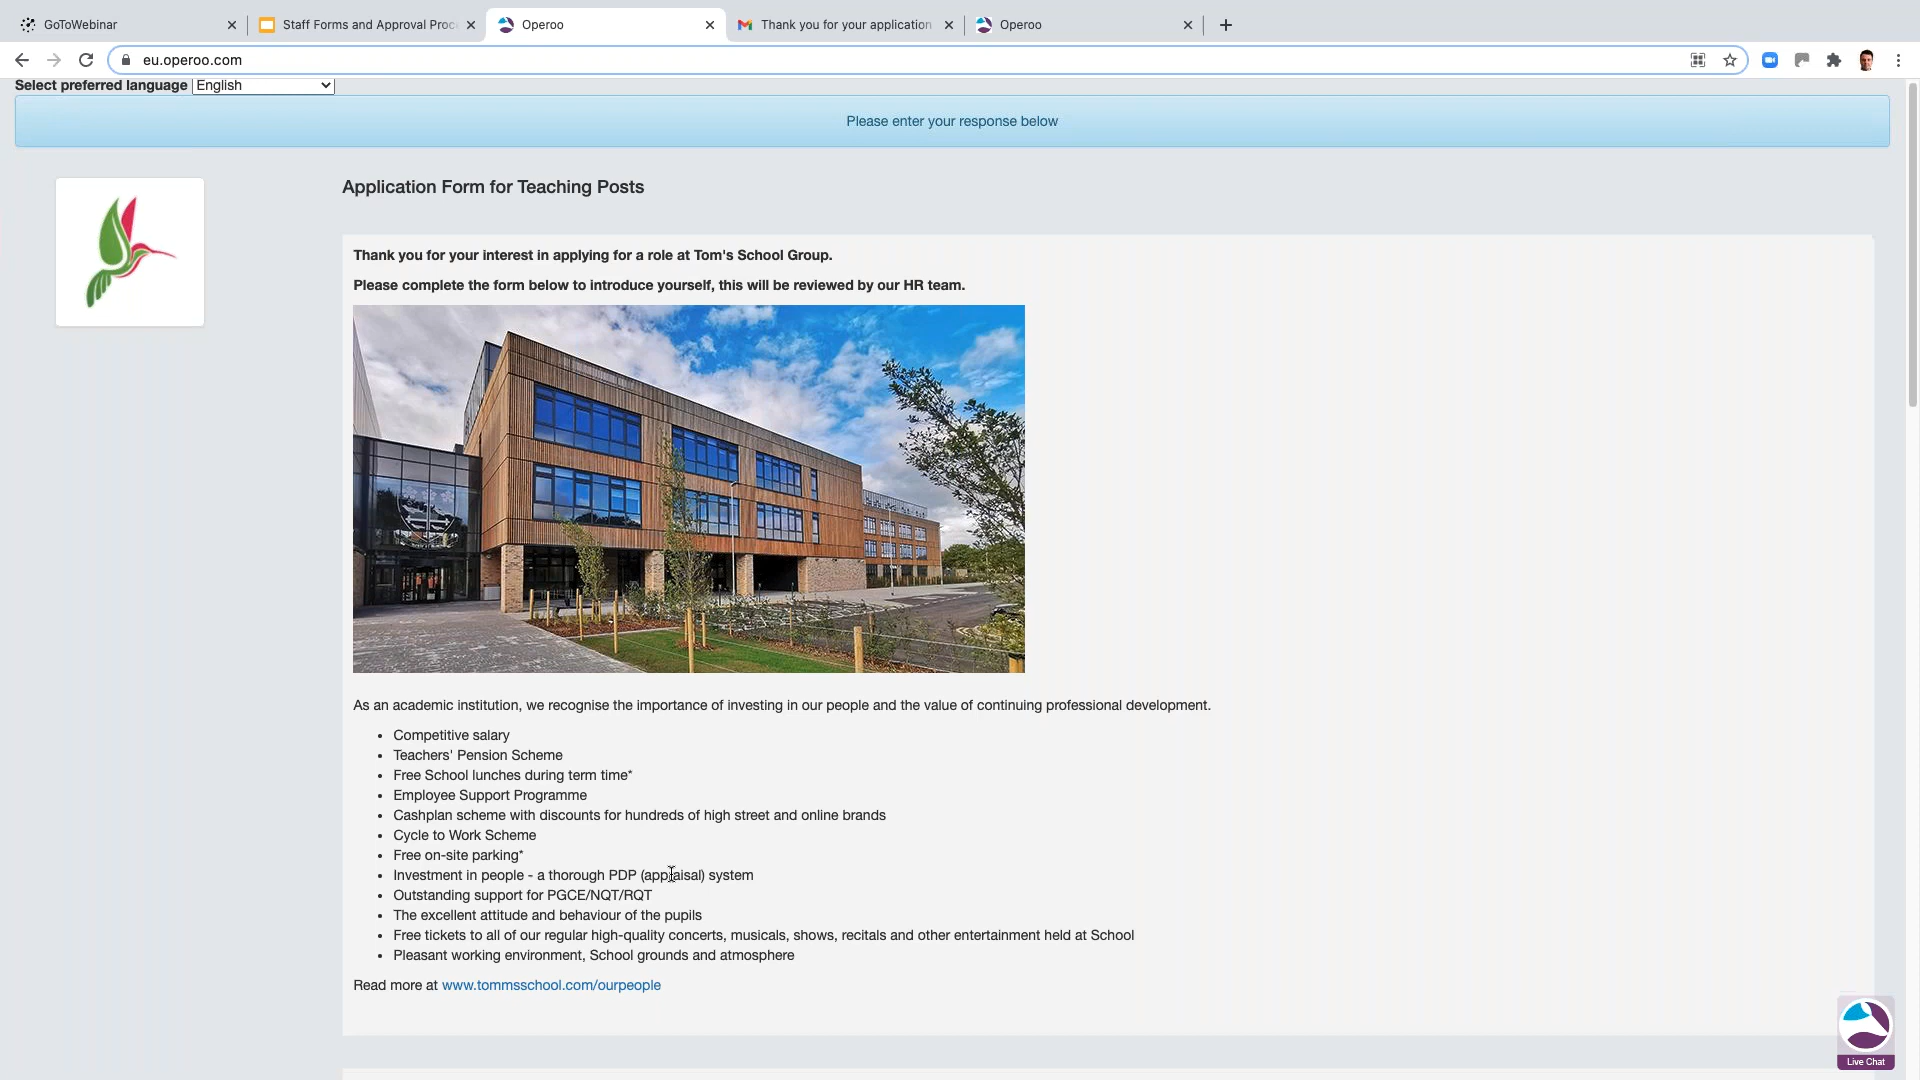 GoToWebinar
Staff Forms and Approval Proc
Operoo
Thank you for your application
Operoo
eu.operoo.com
Select preferred language English
Please enter your response below
Application Form for Teaching Posts
Thank you for your interest in applying for a role at Tom's School Group.
Please complete the form below to introduce yourself, this will be reviewed by our HR team.
As an academic institution, we recognise the importance of investing in our people and the value of continuing professional development.
• Competitive salary
• Teachers' Pension Scheme
• Free School lunches during term time*
• Employee Support Programme
• Cashplan scheme with discounts for hundreds of high street and online brands
• Cycle to Work Scheme
• Free on-site parking*
• Investment in people - a thorough PDP (appraisal) system
• Outstanding support for PGCE/NQT/RQT
• The excellent attitude and behaviour of the pupils
• Free tickets to all of our regular high-quality concerts, musicals, shows, recitals and other entertainment held at School
• Pleasant working environment, School grounds and atmosphere
Read more at www.tommsschool.com/ourpeople
Live Chat